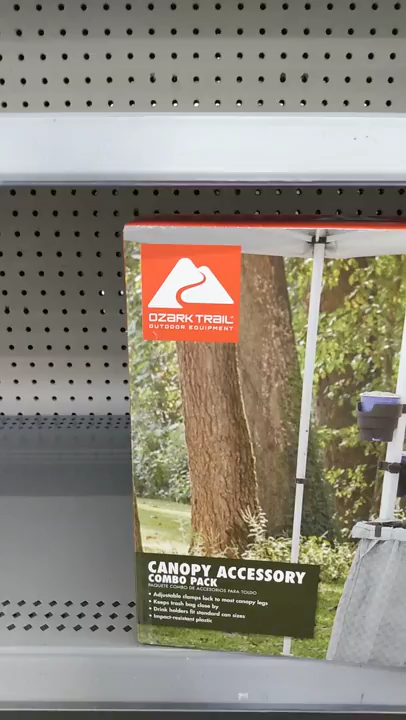 OZARK TRAIL
OUTDOOR EQUIPMENT
CANOPY ACCESSORY
COMBO PACK
PAQUETE COMBO DE ACCESORIOS PARA TOLDO
• Adjustable clamps lock to most canopy legs
• Keeps trash bag close by
• Drink holders fit standard can sizes
• Impact-resistant plastic